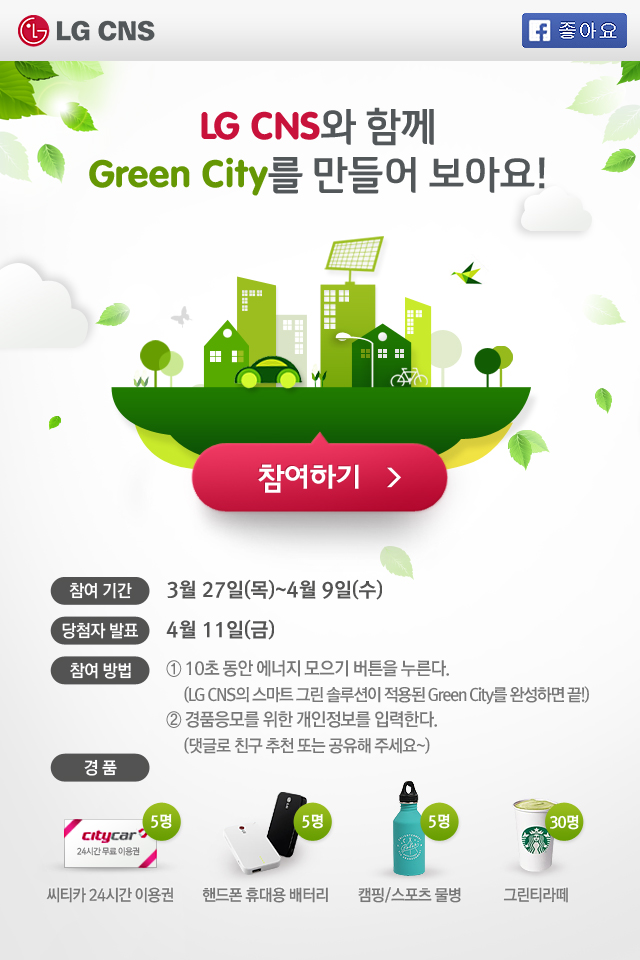 LG CNS
좋아요
LG CNS와 함께
Green City를 만들어 보아요!
참여하기
참여 기간 3월 27일(목)~4월 9일(수)
당첨자 발표 4월 11일(금)
참여 방법 ① 10초 동안 에너지 모으기 버튼을 누른다.
(LG CNS의 스마트 그린 솔루션이 적용된 Green City를 완성하면 끝!)
② 경품응모를 위한 개인정보를 입력한다.
(댓글로 친구 추천 또는 공유해 주세요~)
경 품
5명
5명
5명
30명
citycar
24시간 무료 이용권
씨티카 24시간 이용권
핸드폰 휴대용 배터리
캠핑/스포츠 물병
그린티라떼